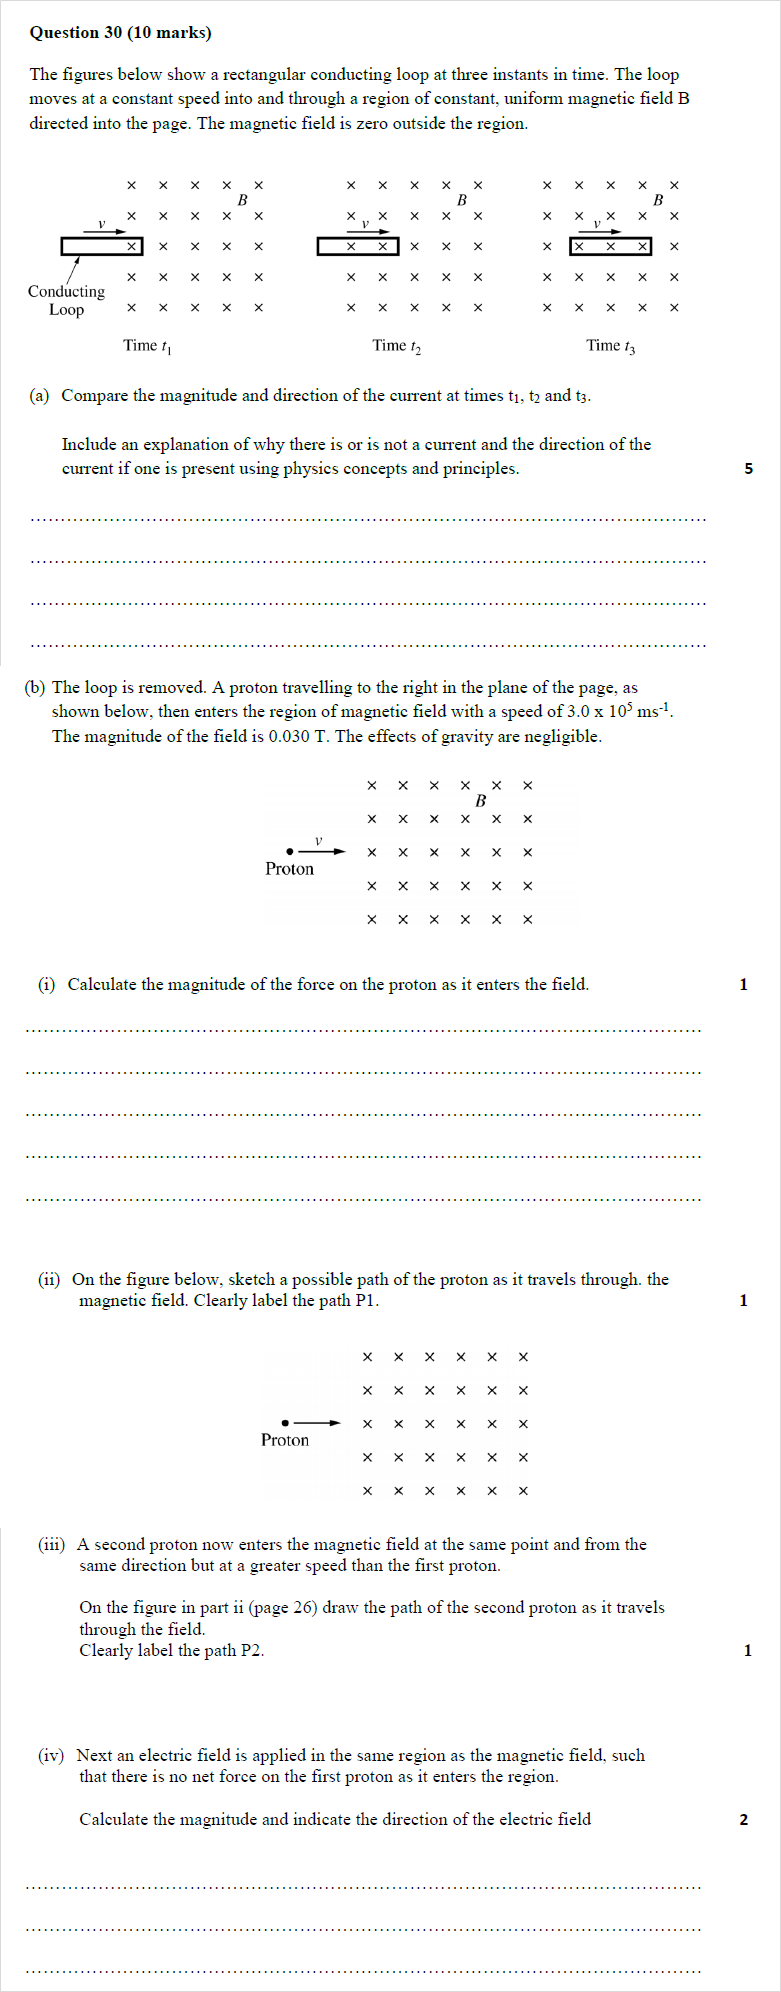 Question 30 (10 marks)
The figures below show a rectangular conducting loop at three instants in time. The loop
moves at a constant speed into and through a region of constant, uniform magnetic field B
directed into the page. The magnetic field is zero outside the region.
× × × × × × × × × × × × × × ×
B B B
× × × × × × × × × × × × × × ×
v v v
× × × × × × × × × × × × × × ×
× × × × × × × × × × × × × × ×
Conducting
Loop × × × × × × × × × × × × × × ×
Time t1 Time t2 Time t3
(a) Compare the magnitude and direction of the current at times t1, t2 and t3.
Include an explanation of why there is or is not a current and the direction of the
current if one is present using physics concepts and principles. 5
(b) The loop is removed. A proton travelling to the right in the plane of the page, as
shown below, then enters the region of magnetic field with a speed of 3.0 x 10⁵ ms⁻¹.
The magnitude of the field is 0.030 T. The effects of gravity are negligible.
× × × × × ×
B
× × × × × ×
v
× × × × × ×
Proton
× × × × × ×
× × × × × ×
(i) Calculate the magnitude of the force on the proton as it enters the field. 1
(ii) On the figure below, sketch a possible path of the proton as it travels through. the
magnetic field. Clearly label the path P1. 1
× × × × × ×
× × × × × ×
× × × × × ×
Proton
× × × × × ×
× × × × × ×
(iii) A second proton now enters the magnetic field at the same point and from the
same direction but at a greater speed than the first proton.
On the figure in part ii (page 26) draw the path of the second proton as it travels
through the field.
Clearly label the path P2. 1
(iv) Next an electric field is applied in the same region as the magnetic field, such
that there is no net force on the first proton as it enters the region.
Calculate the magnitude and indicate the direction of the electric field 2